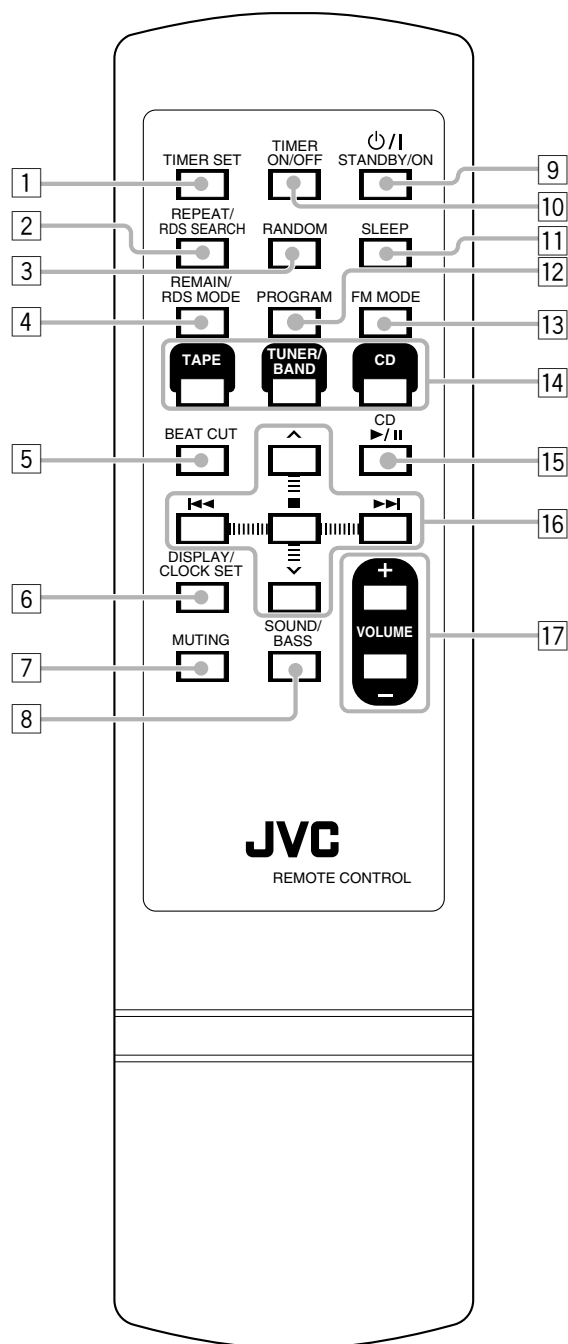 ⏻/I
TIMER SET
TIMER
ON/OFF
STANDBY/ON
1
9
10
REPEAT/
RDS SEARCH
RANDOM
SLEEP
2
11
3
12
REMAIN/
RDS MODE
PROGRAM
FM MODE
4
13
TAPE
TUNER/
BAND
CD
14
BEAT CUT
CD
►/II
5
15
16
DISPLAY/
CLOCK SET
6
+
VOLUME
–
17
MUTING
SOUND/
BASS
7
8
JVC
REMOTE CONTROL